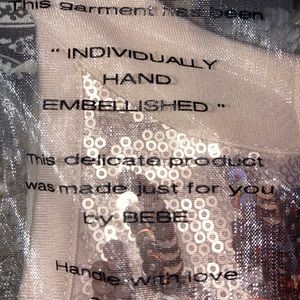 This garment has been
“ INDIVIDUALLY
HAND
EMBELLISHED ”
This delicate product
was made just for you
by BEBE
Handle with love